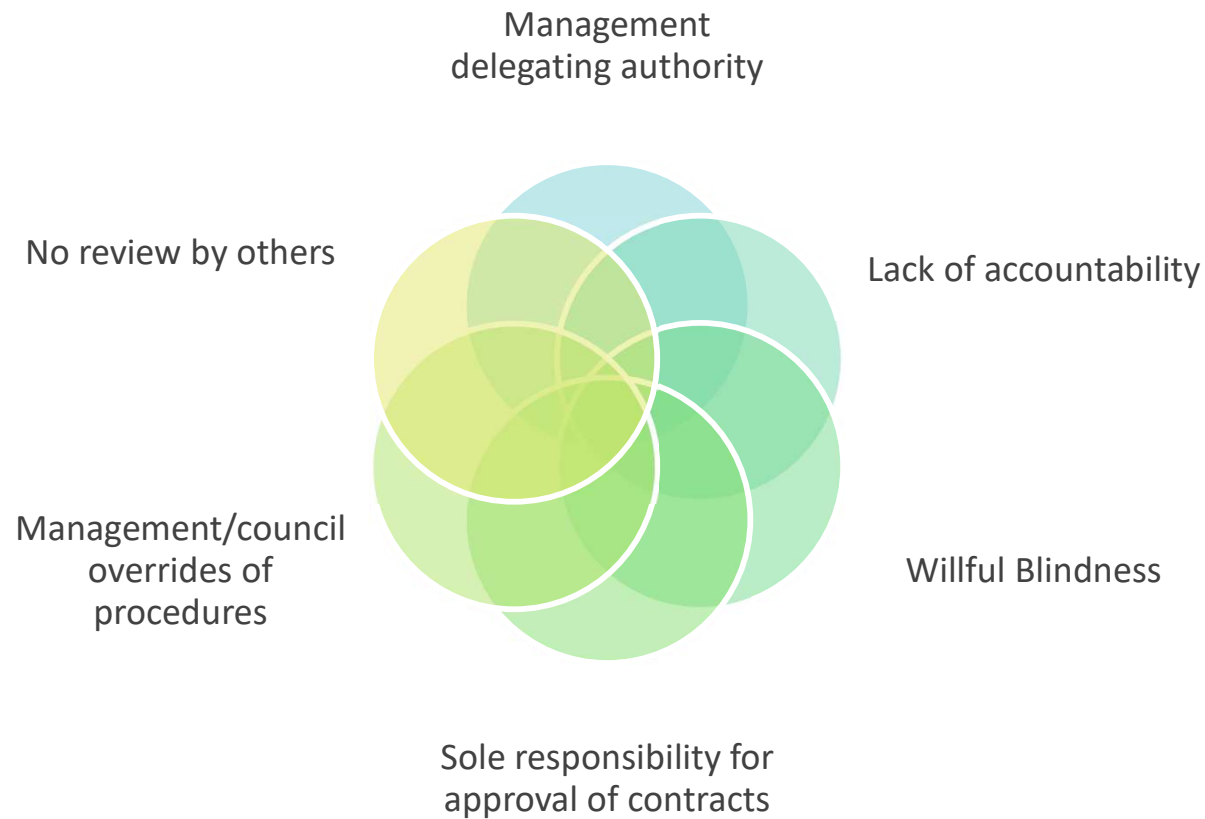 Management
delegating authority
No review by others
Lack of accountability
Management/council
overrides of
procedures
Willful Blindness
Sole responsibility for
approval of contracts